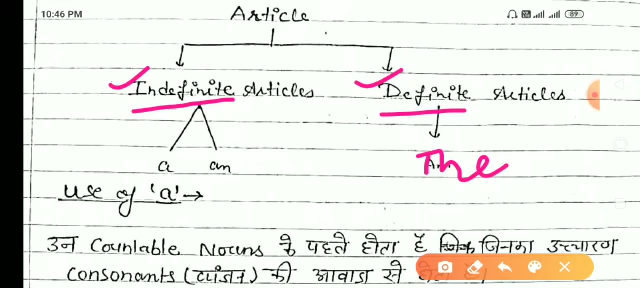 10:46 PM 89
Article
Indefinite Articles Definite Articles
a an The
use of 'a'→
उन Countable Nouns के पहले होता है जिनका उच्चारण
Consonants (व्यंजन) की आवाज से